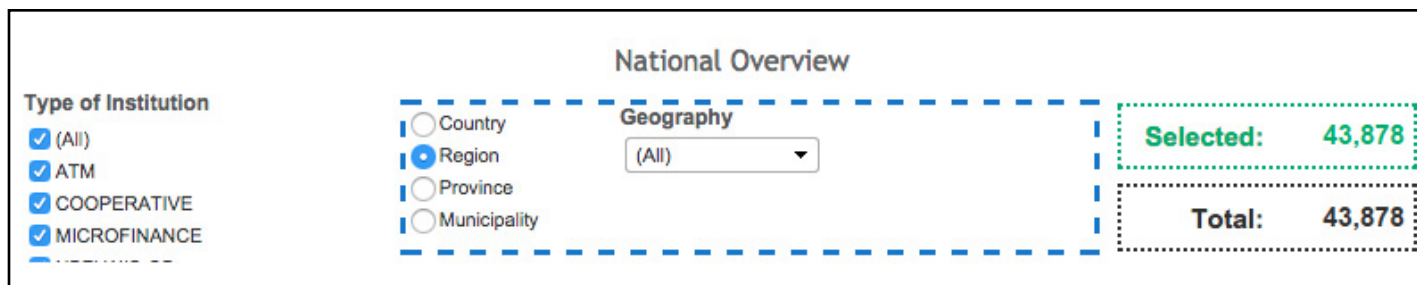 National Overview
Type of Institution
(All)
ATM
COOPERATIVE
MICROFINANCE
Country
Region
Province
Municipality
Geography
(All)
Selected: 43,878
Total: 43,878